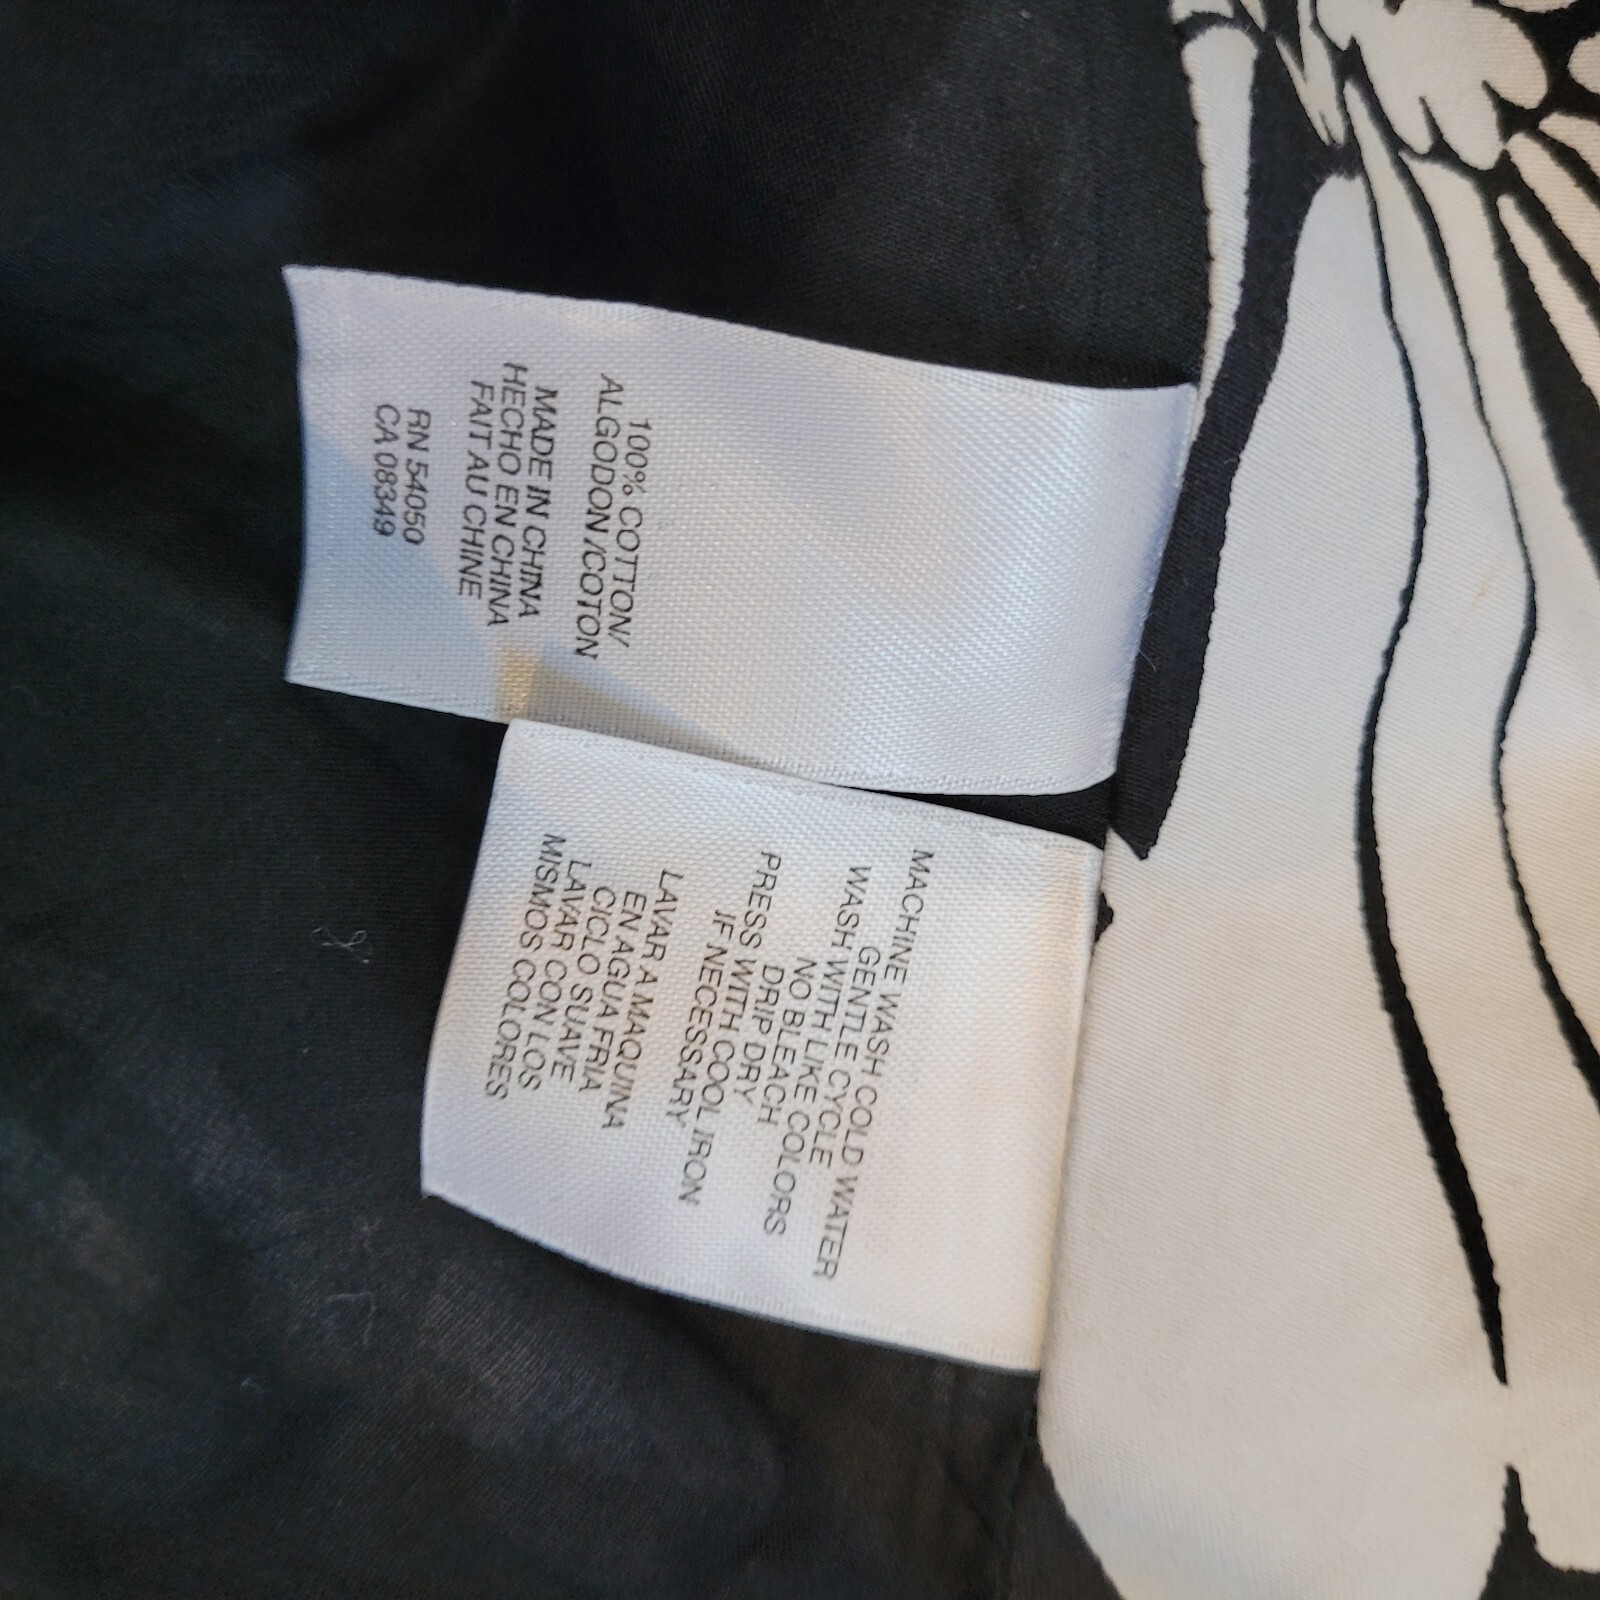 100% COTTON/
ALGODON/COTON
MADE IN CHINA
HECHO EN CHINA
FAIT AU CHINE
RN 54050
CA 08349
MACHINE WASH COLD WATER
GENTLE CYCLE
WASH WITH LIKE COLORS
NO BLEACH
DRIP DRY
PRESS WITH COOL IRON
IF NECESSARY
LAVAR A MAQUINA
EN AGUA FRIA
CICLO SUAVE
LAVAR CON LOS
MISMOS COLORES